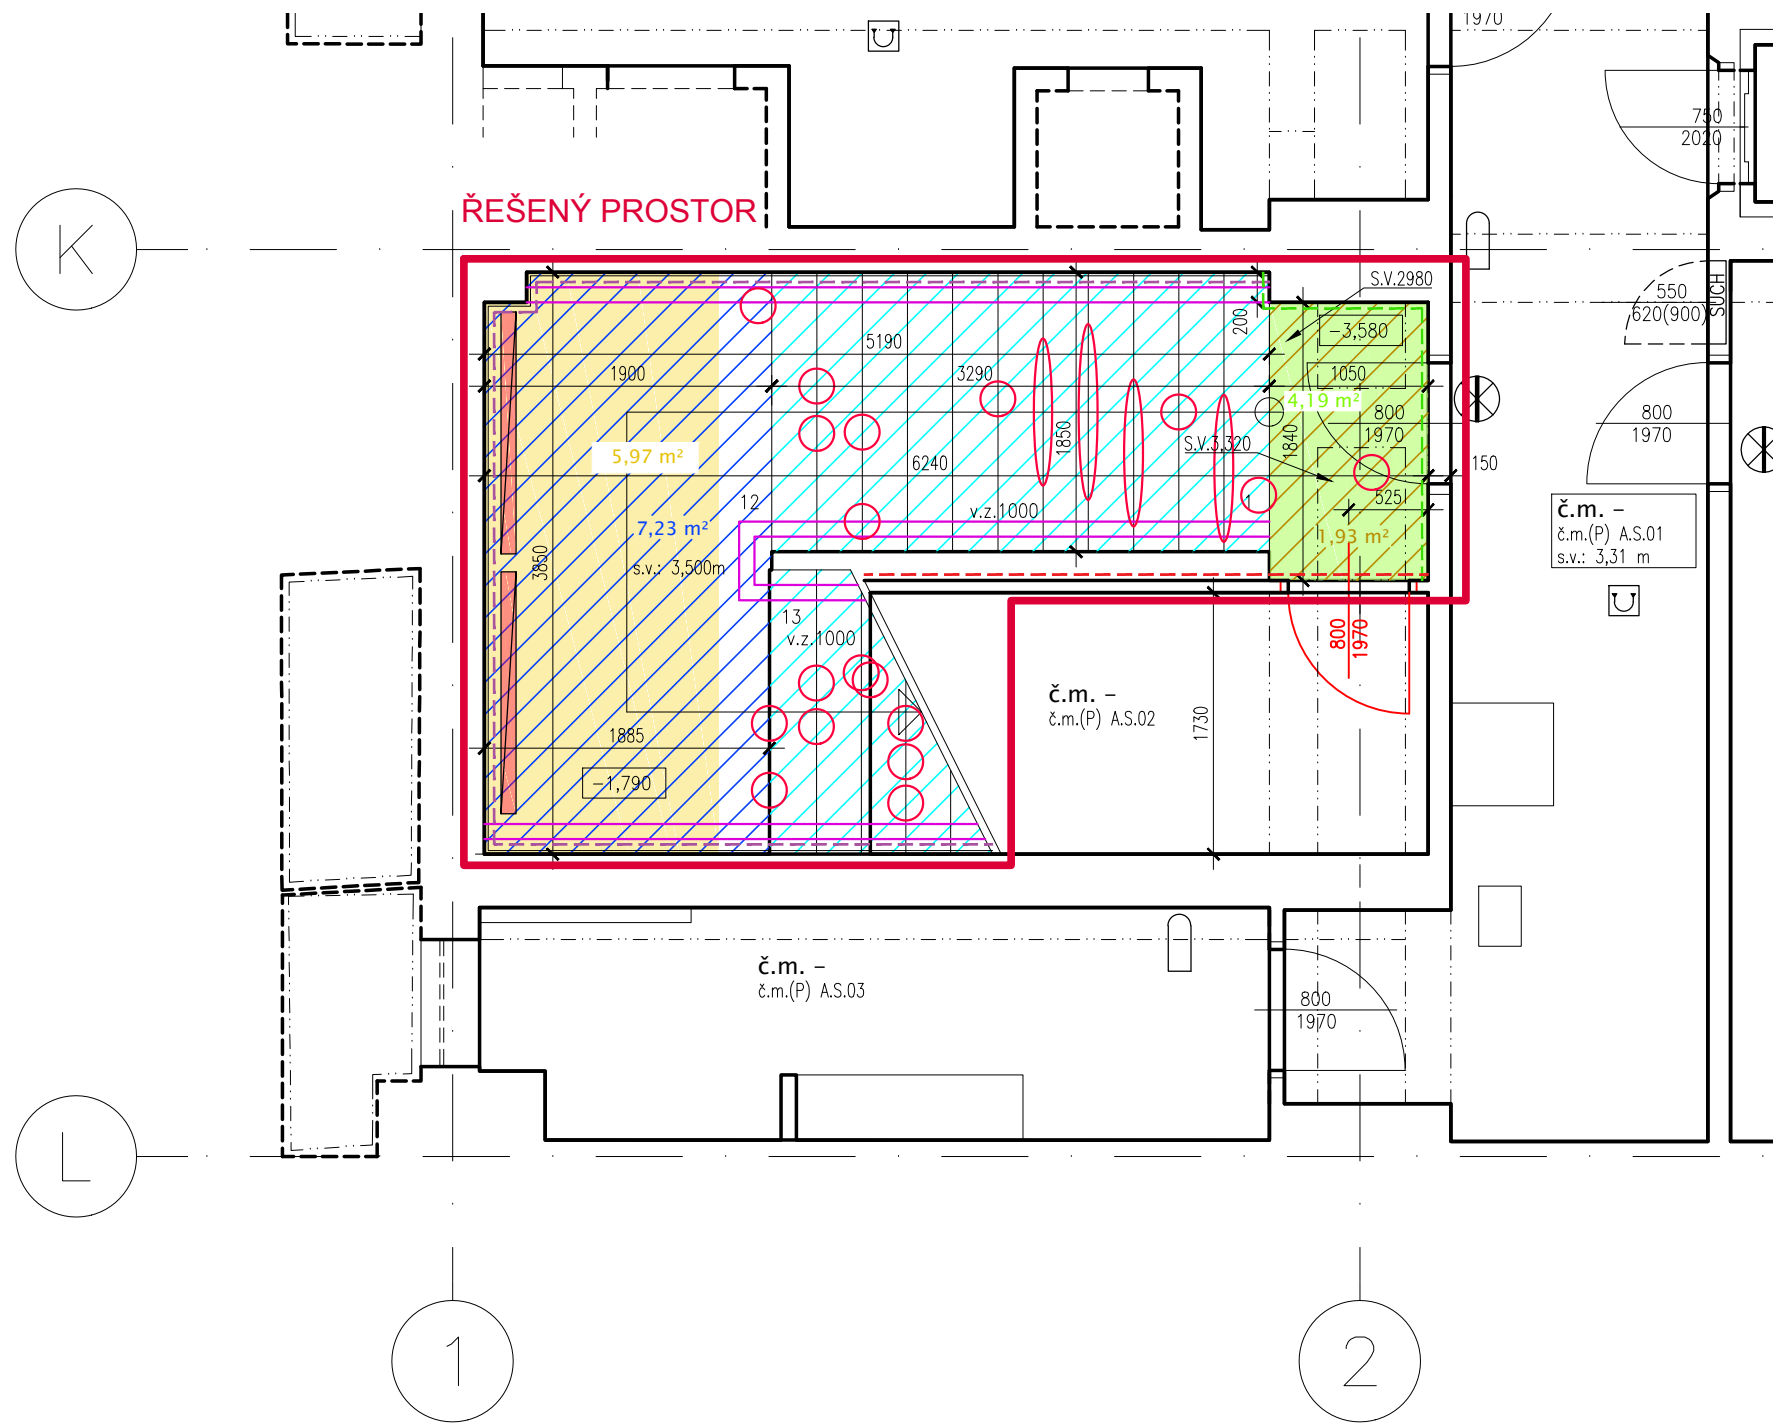 1970
750
2020
ŘEŠENÝ PROSTOR
K
S.V.2980
550
620(900)
SUCH
200
-3,580
5190
1900
3290
1050
4,19 m²
800
1970
800
1970
1850
1840
5,97 m²
S.V.3,320
6240
150
525
12
1
v.z.1000
7,23 m²
1,93 m²
č.m. –
č.m.(P) A.S.01
s.v.: 3,31 m
3850
s.v.: 3,500m
13
v.z.1000
800
1970
č.m. –
č.m.(P) A.S.02
1730
1885
-1,790
č.m. –
č.m.(P) A.S.03
800
1970
L
1
2